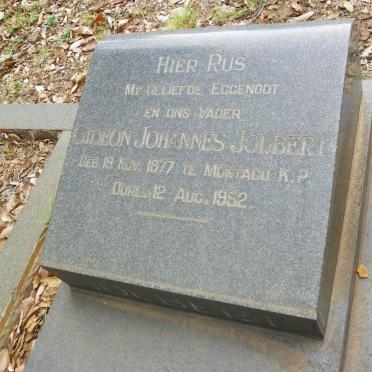 HIER RUS
MY GELIEFDE EGGENOOT
EN ONS VADER
GIDEON JOHANNES JOUBERT
GEB. 19 NOV. 1877 TE MONTAGU K.P.
OORL. 12 AUG. 1952.
JOUBERT